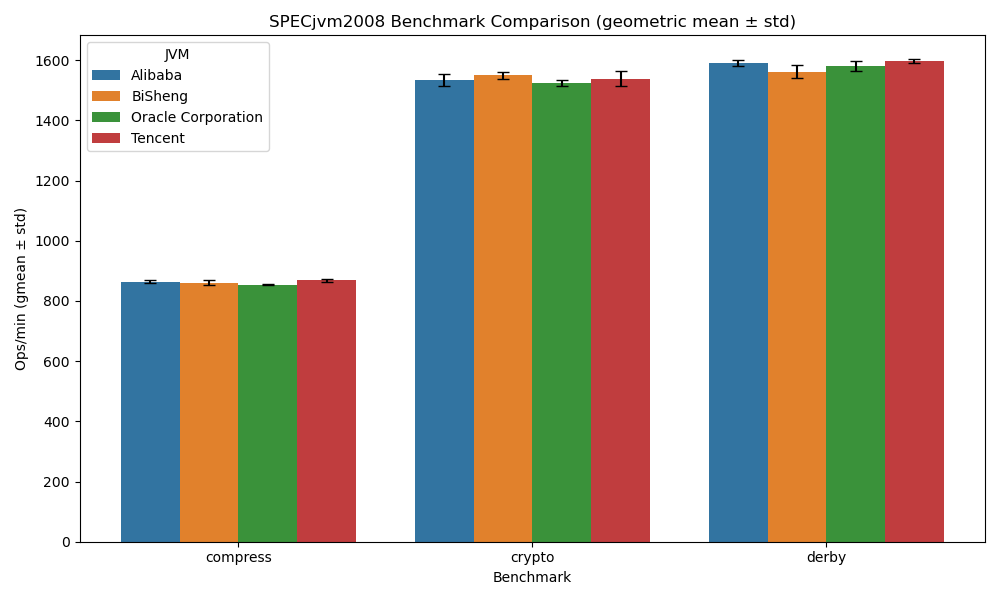 SPECjvm2008 Benchmark Comparison (geometric mean ± std)
JVM
Alibaba
BiSheng
Oracle Corporation
Tencent
Ops/min (gmean ± std)
1600
1400
1200
1000
800
600
400
200
0
compress
crypto
derby
Benchmark